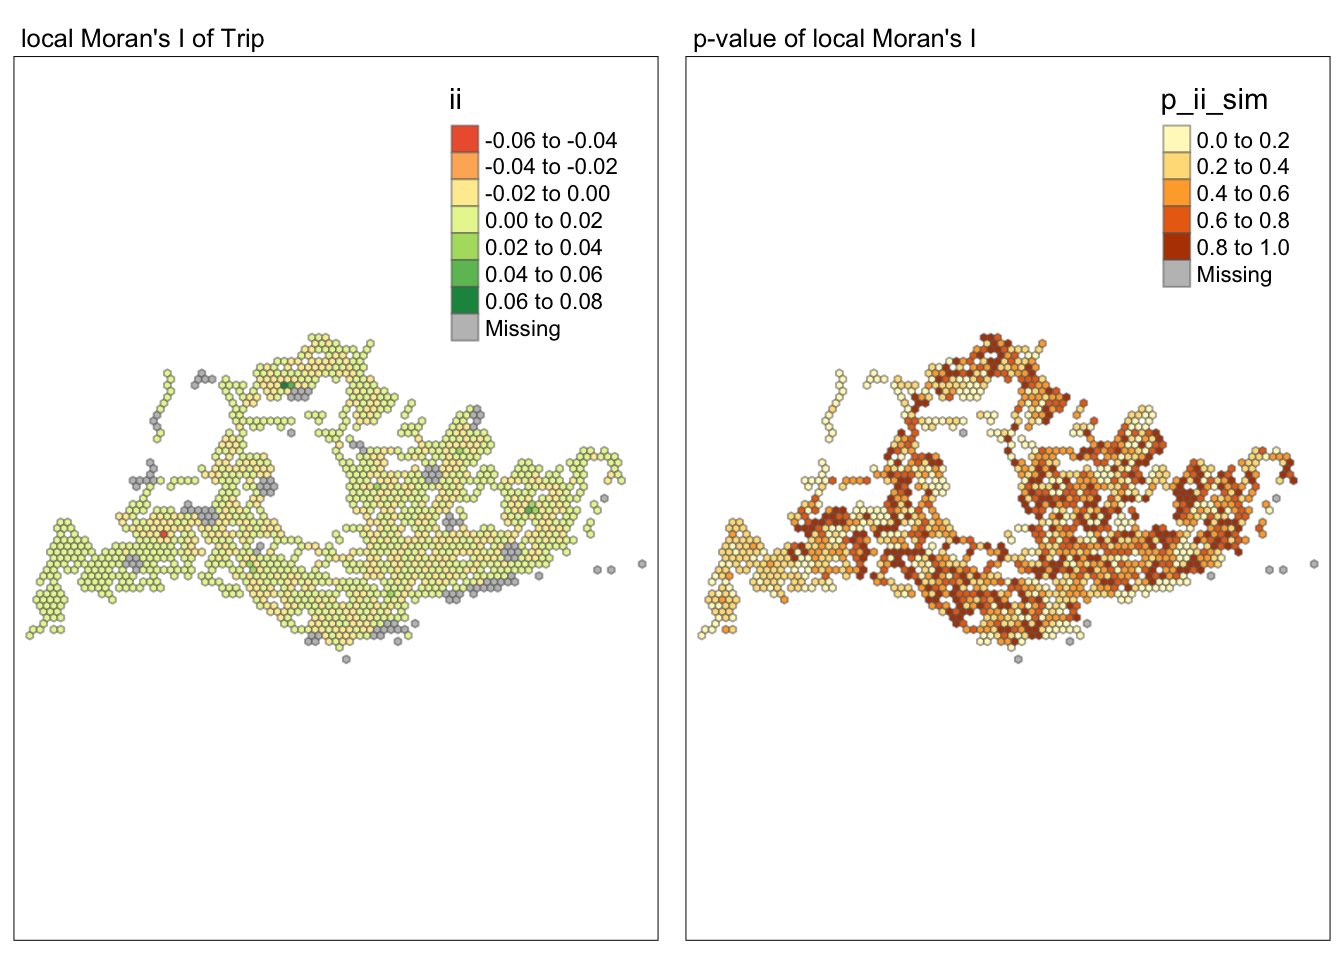 local Moran's I of Trip
ii
-0.06 to -0.04
-0.04 to -0.02
-0.02 to 0.00
0.00 to 0.02
0.02 to 0.04
0.04 to 0.06
0.06 to 0.08
Missing
p-value of local Moran's I
p_ii_sim
0.0 to 0.2
0.2 to 0.4
0.4 to 0.6
0.6 to 0.8
0.8 to 1.0
Missing